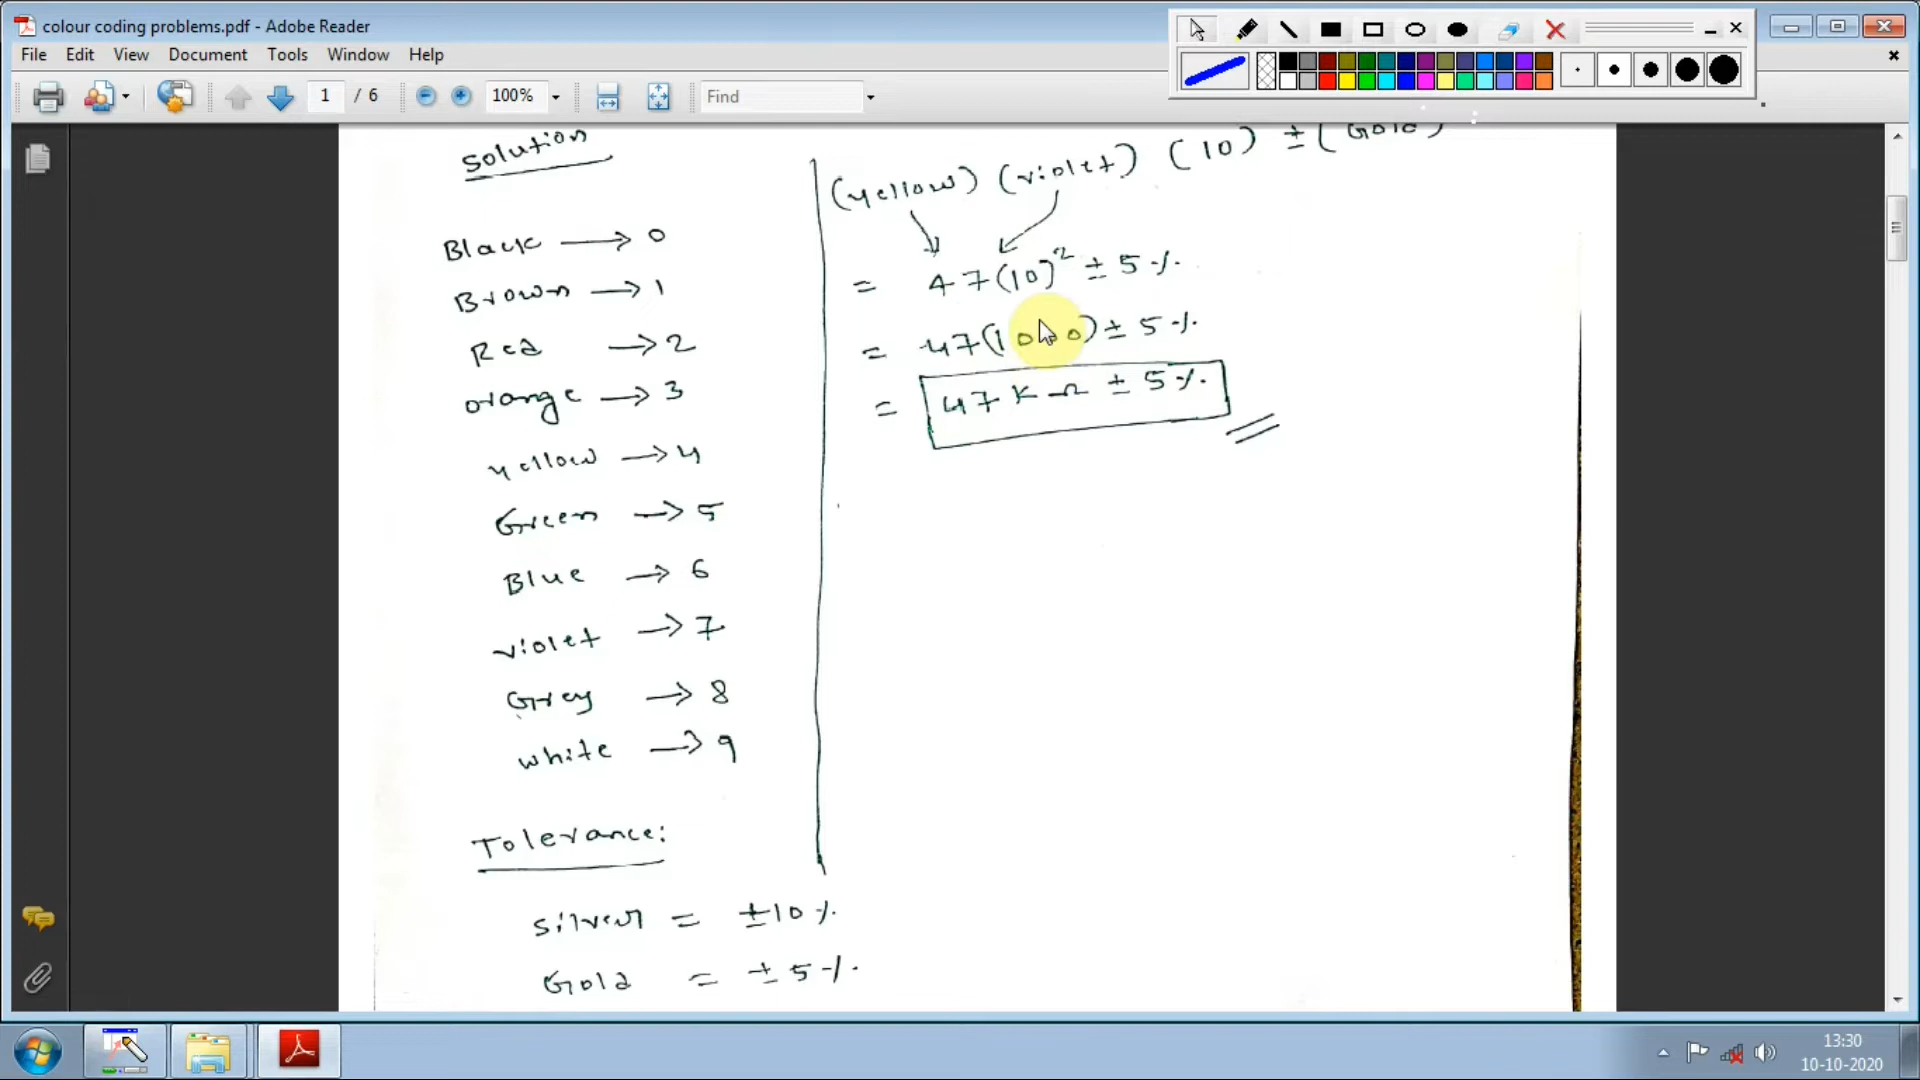 colour coding problems.pdf - Adobe Reader
File Edit View Document Tools Window Help
1 / 6 100% Find
Solution
Black → 0
Brown → 1
Red → 2
orange → 3
yellow → 4
Green → 5
Blue → 6
violet → 7
Grey → 8
white → 9
Tolerance:
silver = ±10%
Gold = ±5%
(yellow) (violet) (10) ±(Gold)
= 47(10)² ±5%
= 47(1000) ±5%
= 47KΩ ±5%
13:30
10-10-2020